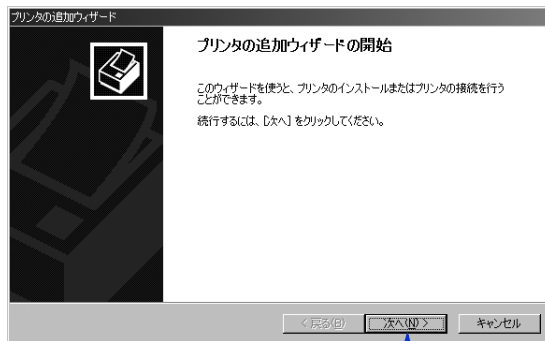 プリンタの追加ウィザード
プリンタの追加ウィザードの開始
このウィザードを使うと、プリンタのインストールまたはプリンタの接続を行う
ことができます。
続行するには、[次へ] をクリックしてください。
< 戻る(B) 次へ(N) > キャンセル